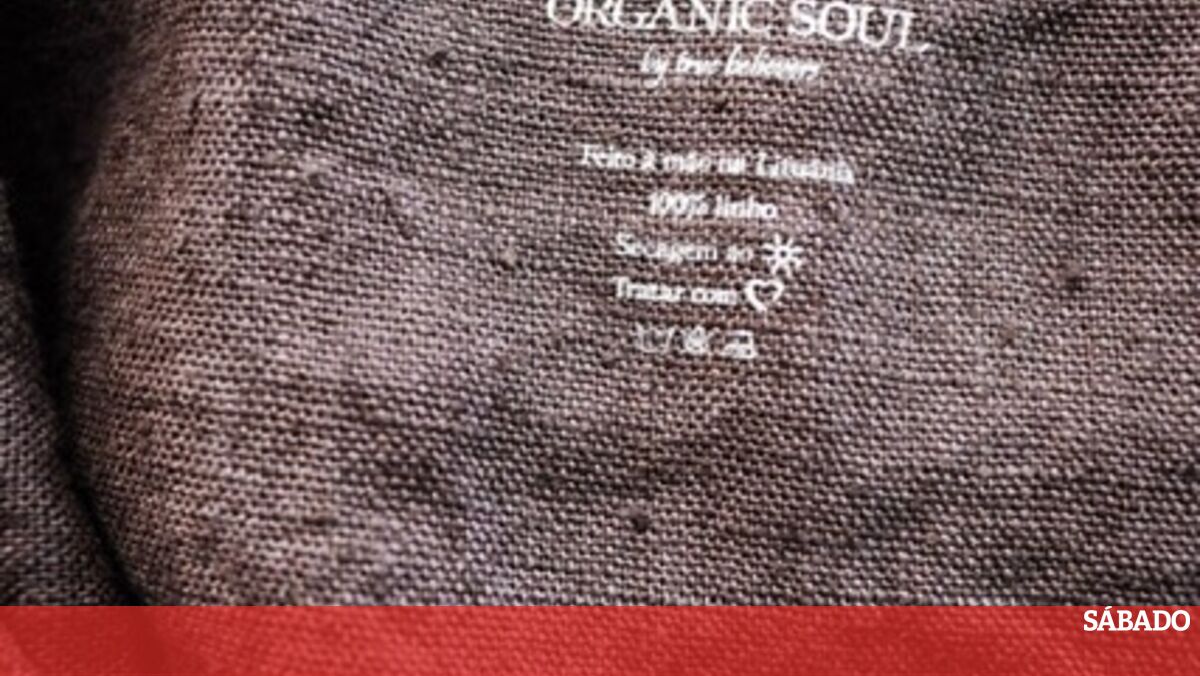 ORGANIC SOUL
by true believers
Feito à mão na Lituânia
100% linho
Secagem ao
Tratar com
SÁBADO